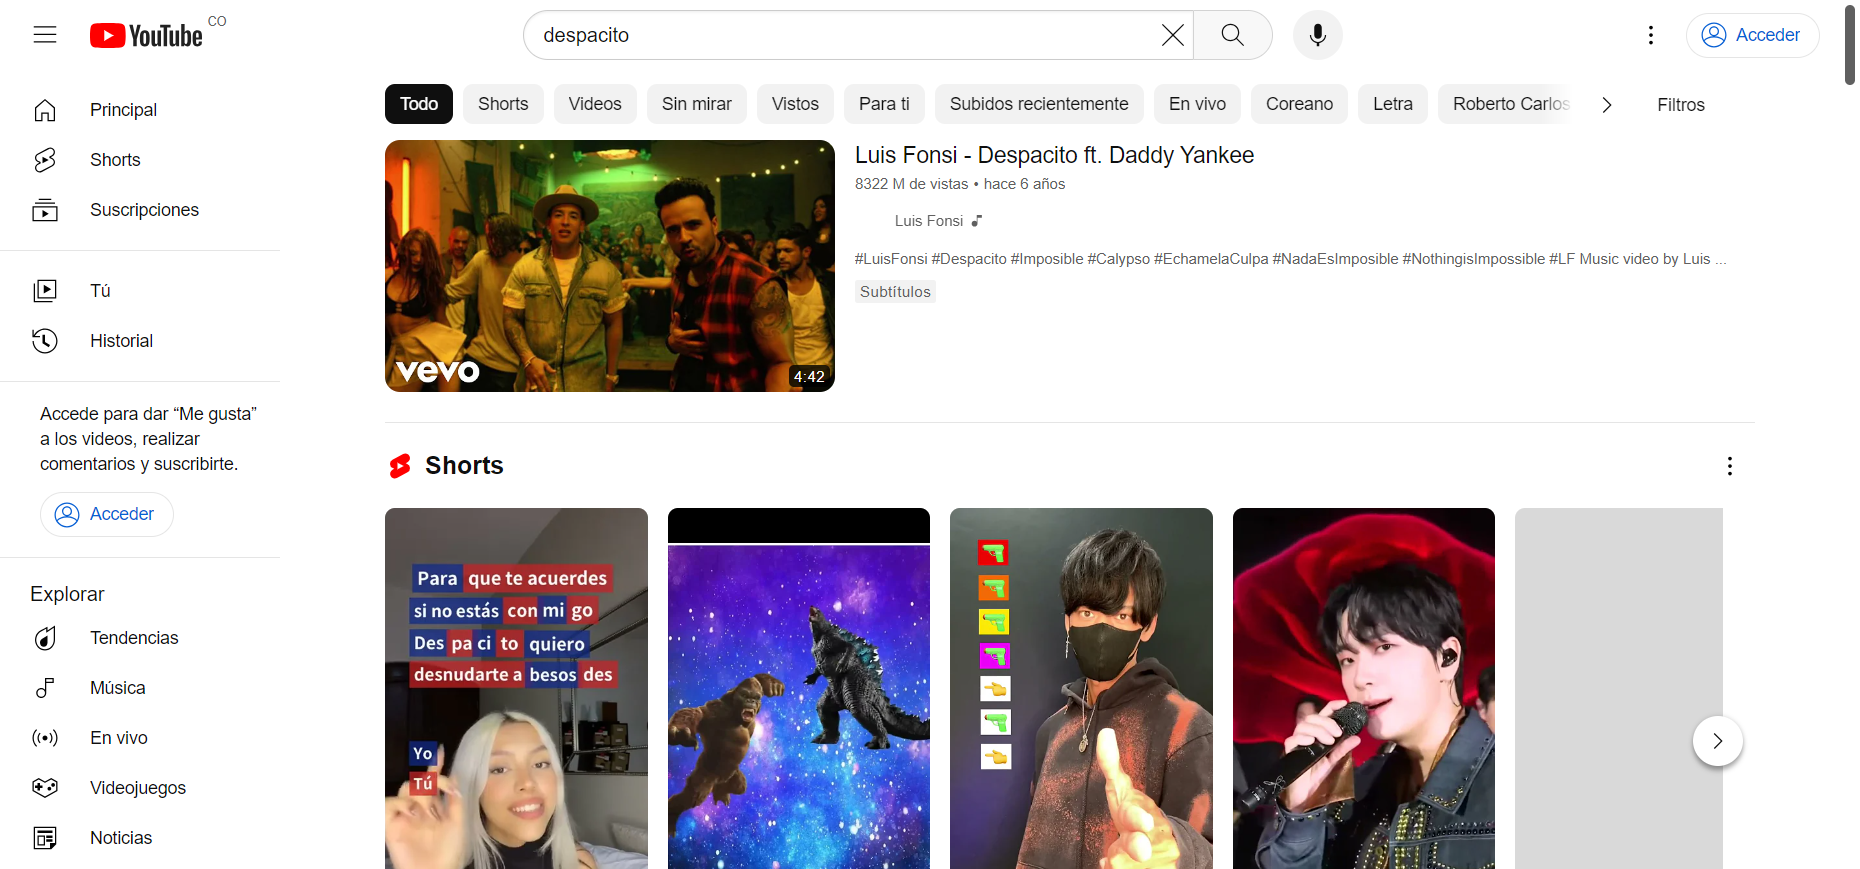 YouTube CO
despacito
Acceder
Principal
Shorts
Suscripciones
Tú
Historial
Accede para dar “Me gusta”
a los videos, realizar
comentarios y suscribirte.
Acceder
Explorar
Tendencias
Música
En vivo
Videojuegos
Noticias
Todo Shorts Videos Sin mirar Vistos Para ti Subidos recientemente En vivo Coreano Letra Roberto Carlos Filtros
vevo
4:42
Luis Fonsi - Despacito ft. Daddy Yankee
8322 M de vistas • hace 6 años
Luis Fonsi
#LuisFonsi #Despacito #Imposible #Calypso #EchamelaCulpa #NadaEsImposible #NothingisImpossible #LF Music video by Luis ...
Subtítulos
Shorts
Para que te acuerdes
si no estás con mi go
Des pa ci to quiero
desnudarte a besos des
Yo
Tú